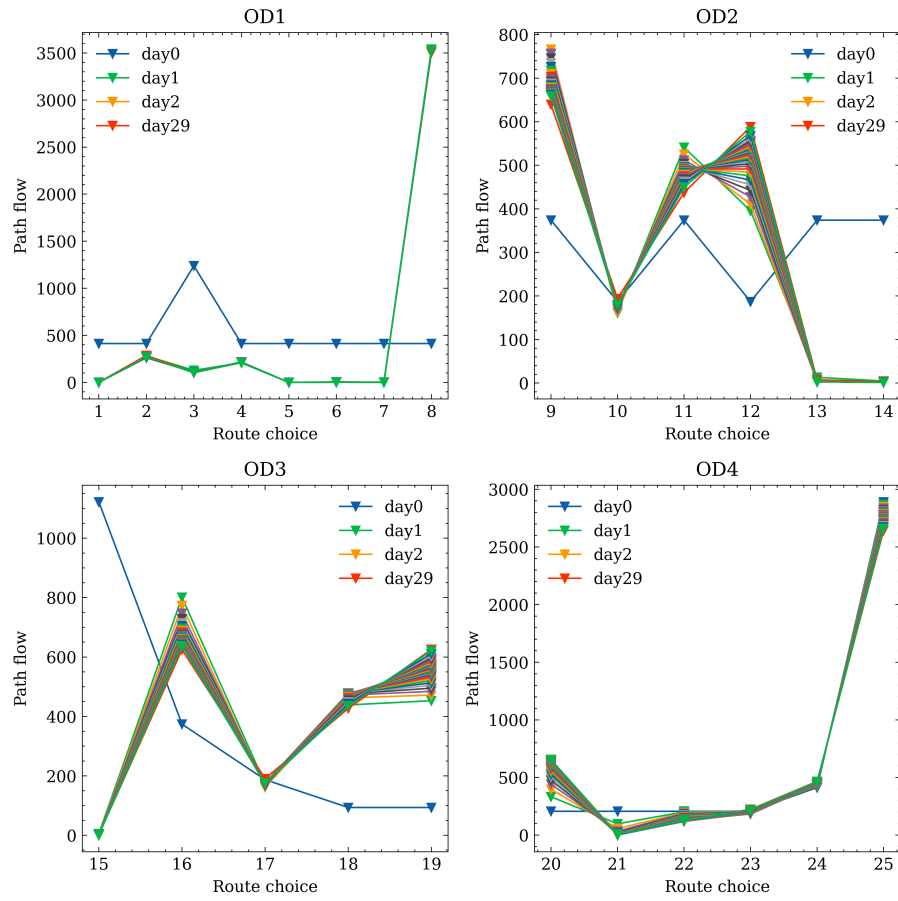 OD1
3500
3000
2500
2000
1500
1000
500
0
Path flow
day0
day1
day2
day29
1 2 3 4 5 6 7 8
Route choice
OD2
800
700
600
500
400
300
200
100
0
Path flow
day0
day1
day2
day29
9 10 11 12 13 14
Route choice
OD3
1000
800
600
400
200
0
Path flow
day0
day1
day2
day29
15 16 17 18 19
Route choice
OD4
3000
2500
2000
1500
1000
500
0
Path flow
day0
day1
day2
day29
20 21 22 23 24 25
Route choice